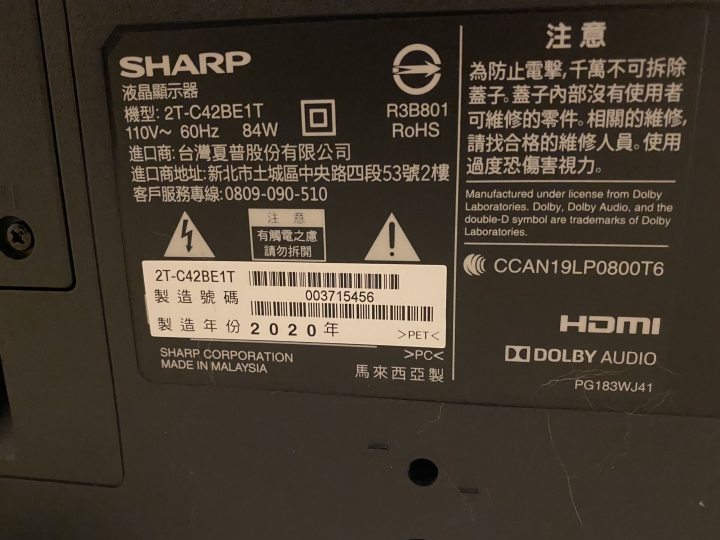 SHARP
液晶顯示器
機型: 2T-C42BE1T
110V～ 60Hz 84W
R3B801
RoHS
進口商: 台灣夏普股份有限公司
進口商地址: 新北市土城區中央路四段53號2樓
客戶服務專線: 0809-090-510
注意
有觸電之虞
請勿拆開
2T-C42BE1T
製造號碼
003715456
製造年份 2020年
>PET<
>PC<
SHARP CORPORATION
MADE IN MALAYSIA
馬來西亞製
注意
為防止電擊,千萬不可拆除
蓋子。蓋子內部沒有使用者
可維修的零件。相關的維修,
請找合格的維修人員。使用
過度恐傷害視力。
Manufactured under license from Dolby
Laboratories. Dolby, Dolby Audio, and the
double-D symbol are trademarks of Dolby
Laboratories.
CCAN19LP0800T6
HDMI
DOLBY AUDIO
PG183WJ41